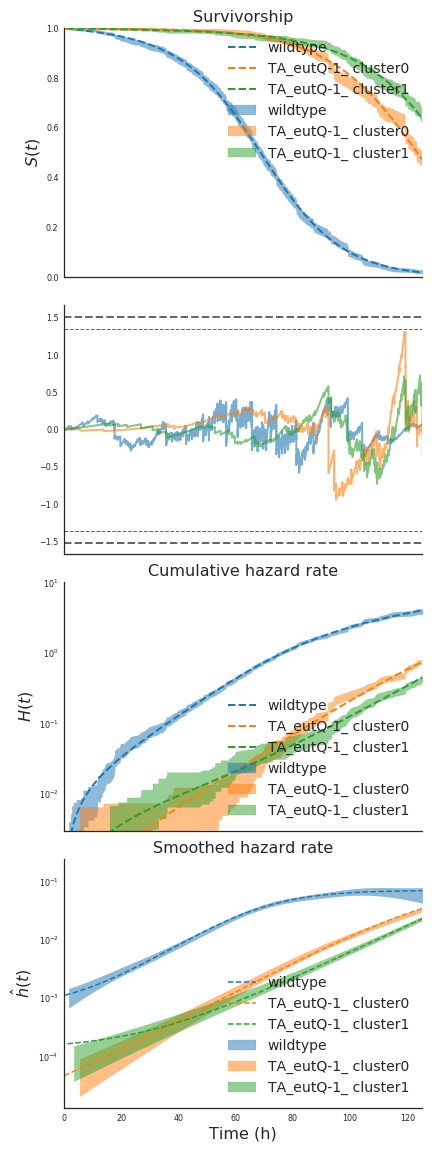 Survivorship
1.0
0.8
0.6
0.4
0.2
0.0
S(t)
wildtype
TA_eutQ-1_ cluster0
TA_eutQ-1_ cluster1
wildtype
TA_eutQ-1_ cluster0
TA_eutQ-1_ cluster1
1.5
1.0
0.5
0.0
−0.5
−1.0
−1.5
Cumulative hazard rate
10¹
10⁰
10⁻¹
10⁻²
H(t)
wildtype
TA_eutQ-1_ cluster0
TA_eutQ-1_ cluster1
wildtype
TA_eutQ-1_ cluster0
TA_eutQ-1_ cluster1
Smoothed hazard rate
10⁻¹
10⁻²
10⁻³
10⁻⁴
ĥ(t)
wildtype
TA_eutQ-1_ cluster0
TA_eutQ-1_ cluster1
wildtype
TA_eutQ-1_ cluster0
TA_eutQ-1_ cluster1
0 20 40 60 80 100 120
Time (h)